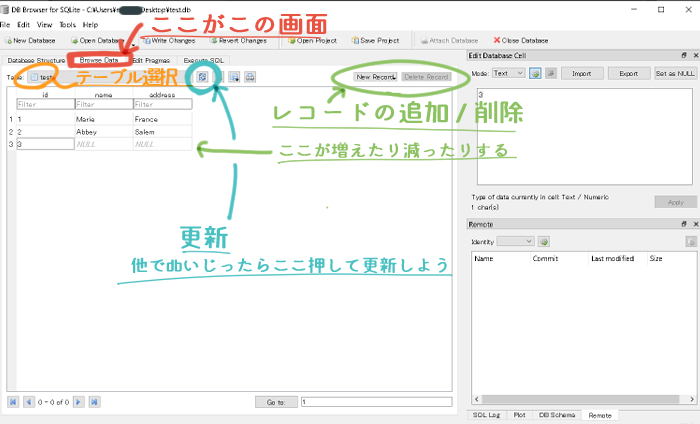 DB Browser for SQLite - C:\Users\ Desktop\test.db
ここがこの画面
File Edit View Tools Help
New Database Open Database Write Changes Revert Changes Open Project Save Project Attach Database Close Database
Database Structure Browse Data Edit Pragmas Execute SQL
Edit Database Cell
Table: test テーブル選択 New Record Delete Record
Mode: Text Import Export Set as NULL
id name address
Filter Filter Filter
1 1 Marie France
2 2 Abbey Salem
3 3 NULL NULL
3
レコードの追加/削除
ここが増えたり減ったりする
Type of data currently in cell: Text / Numeric
1 char(s)
Apply
更新
他でdbいじったらここ押して更新しよう
Remote
Identity
Name Commit Last modified Size
0 - 0 of 0 Go to: 1
SQL Log Plot DB Schema Remote